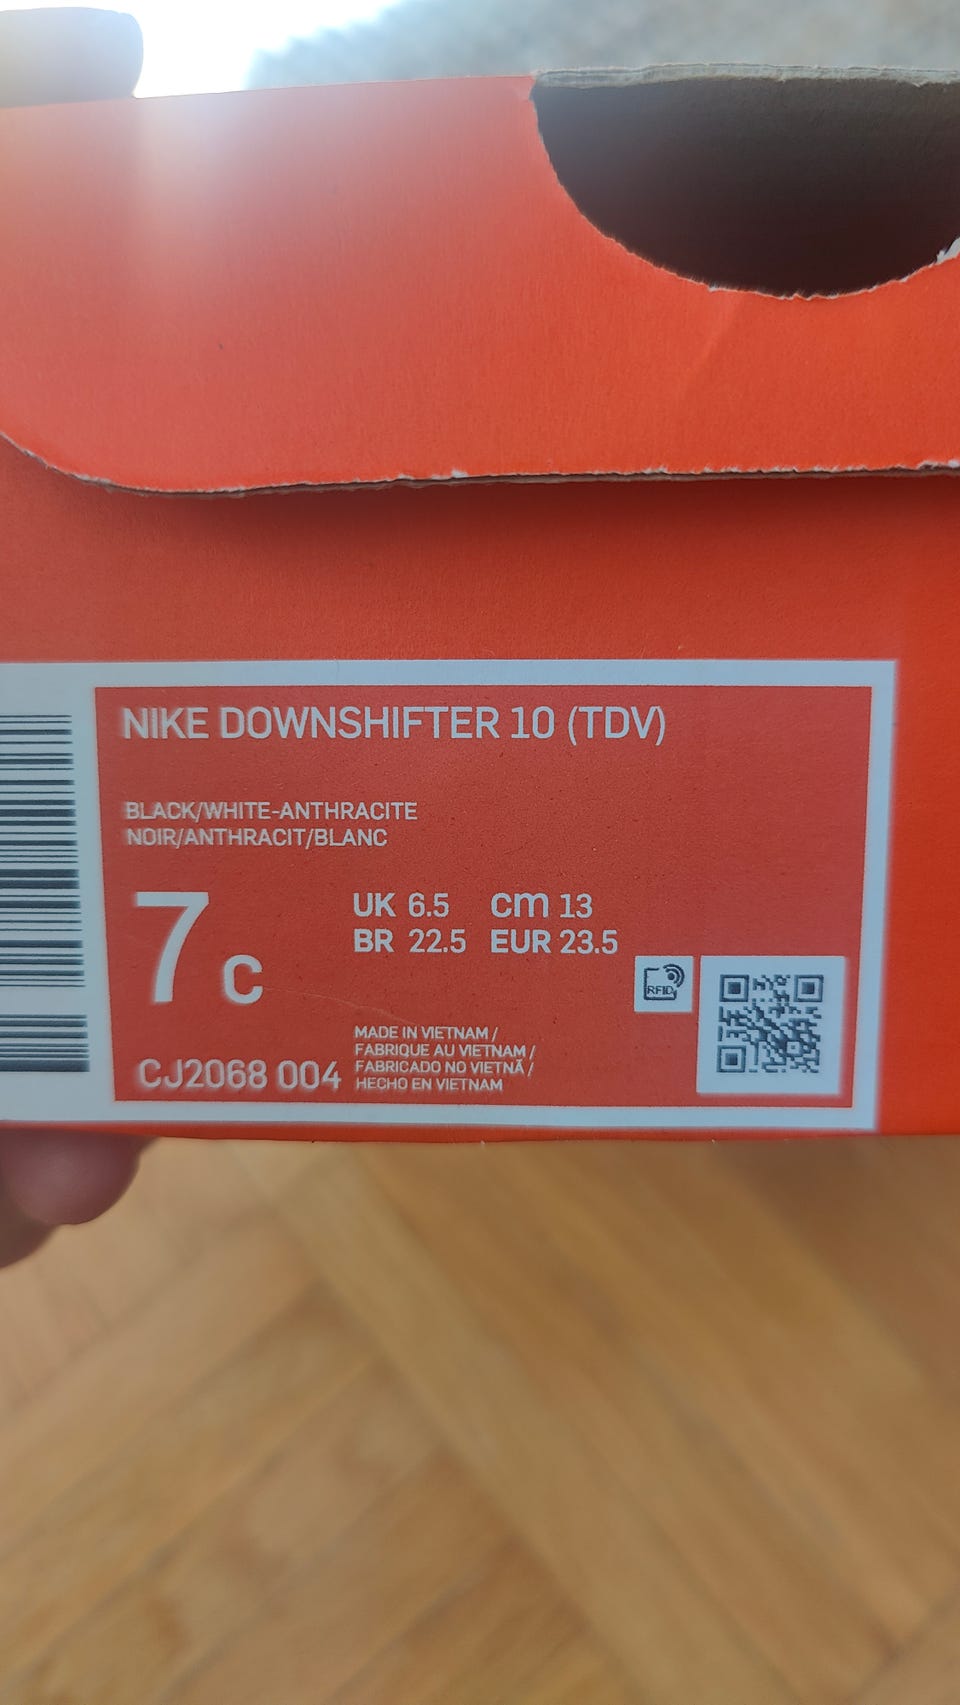 NIKE DOWNSHIFTER 10 (TDV)
BLACK/WHITE-ANTHRACITE
NOIR/ANTHRACIT/BLANC
7 C
UK 6.5 cm 13
BR 22.5 EUR 23.5
RFID
MADE IN VIETNAM /
FABRIQUE AU VIETNAM /
FABRICADO NO VIETNÃ /
HECHO EN VIETNAM
CJ2068 004